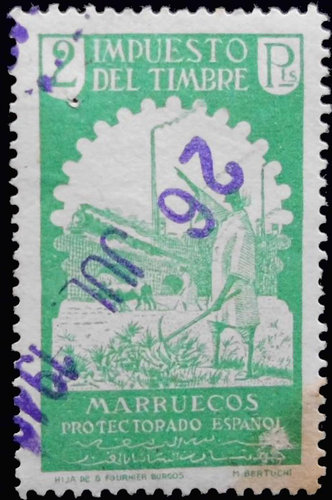 2 IMPUESTO DEL TIMBRE Pts
26 JUL 194
MARRUECOS
PROTECTORADO ESPAÑOL
HIJA DE B. FOURNIER BURGOS M. BERTUCHI